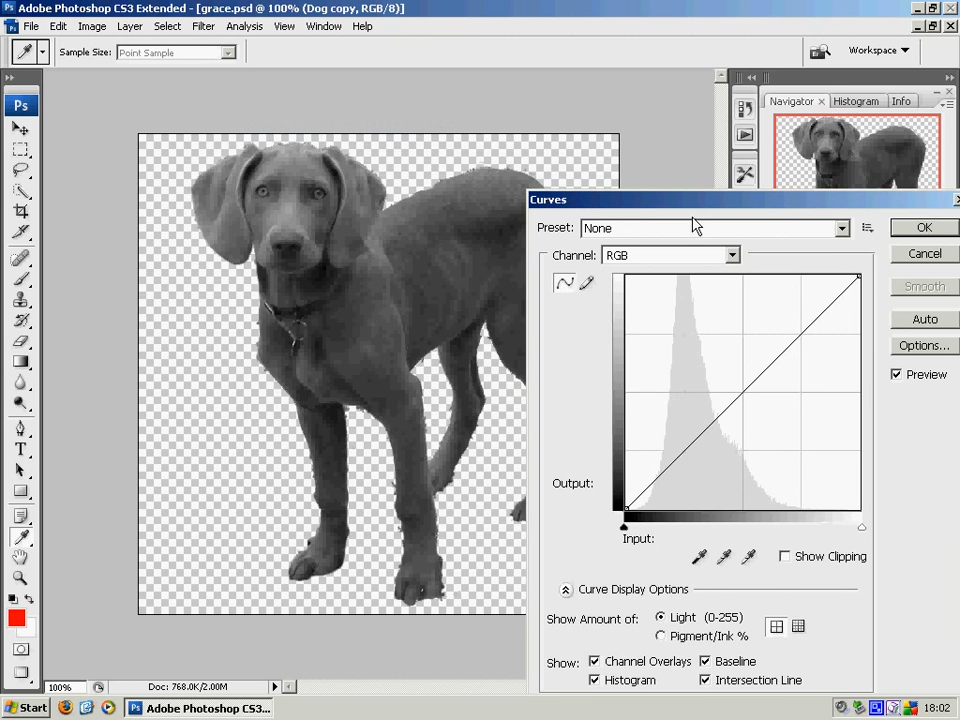 Ps Adobe Photoshop CS3 Extended - [grace.psd @ 100% (Dog copy, RGB/8)]
File Edit Image Layer Select Filter Analysis View Window Help
Sample Size: Point Sample Workspace
Ps
Navigator Histogram Info
Curves
Preset: None OK
Channel: RGB Cancel
Smooth
Auto
Options...
Preview
Output:
Input:
Show Clipping
Curve Display Options
Show Amount of: Light (0-255)
Pigment/Ink %
Show: Channel Overlays Baseline
Histogram Intersection Line
T
100% Doc: 768.0K/2.00M
Start Ps Adobe Photoshop CS3... 18:02